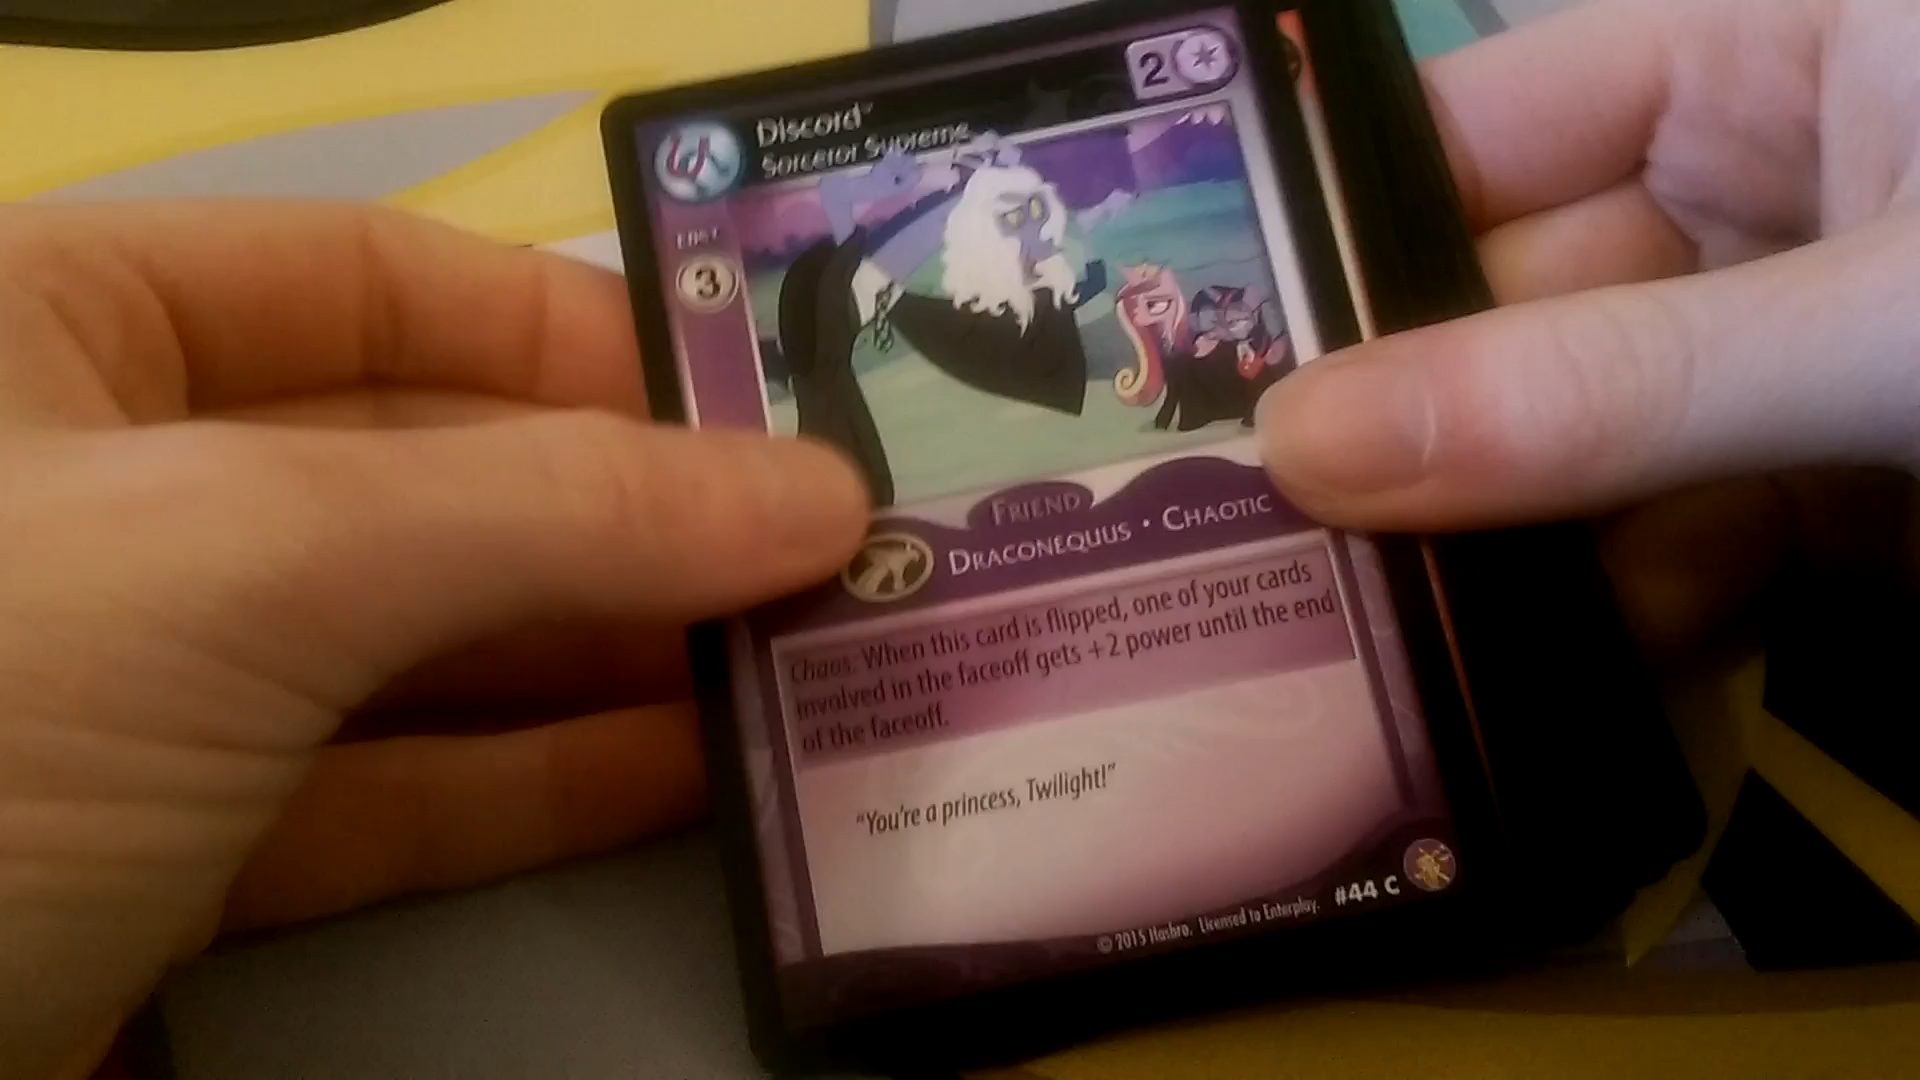 Discord
Sorceror Supreme
2
COST
3
FRIEND
DRACONEQUUS • CHAOTIC
Chaos: When this card is flipped, one of your cards
involved in the faceoff gets +2 power until the end
of the faceoff.
"You're a princess, Twilight!"
© 2015 Hasbro. Licensed to Enterplay. #44 C